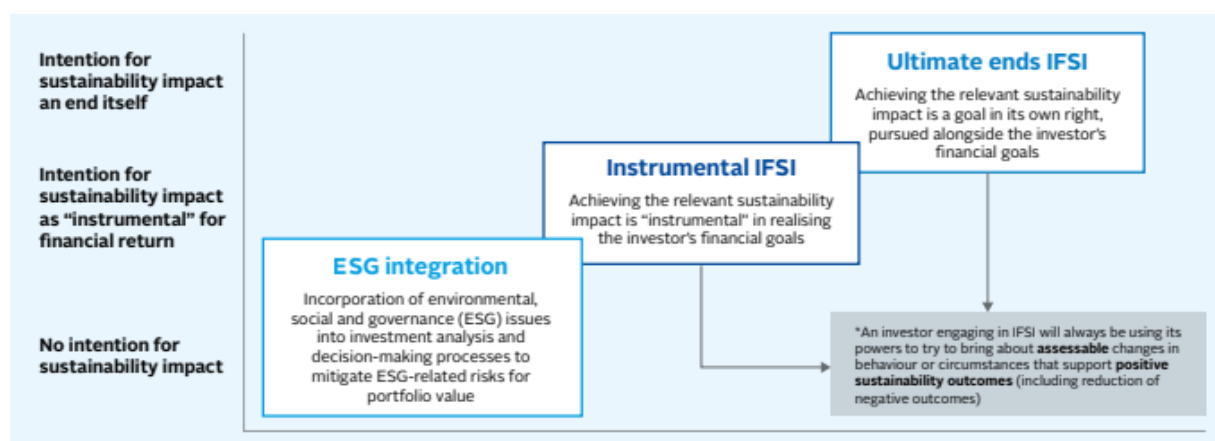 Intention for
sustainability impact
an end itself
Ultimate ends IFSI
Achieving the relevant sustainability
impact is a goal in its own right,
pursued alongside the investor's
financial goals
Intention for
sustainability impact
as "instrumental" for
financial return
Instrumental IFSI
Achieving the relevant sustainability
impact is "instrumental" in realising
the investor's financial goals
ESG integration
Incorporation of environmental,
social and governance (ESG) issues
into investment analysis and
decision-making processes to
mitigate ESG-related risks for
portfolio value
No intention for
sustainability impact
*An investor engaging in IFSI will always be using its
powers to try to bring about assessable changes in
behaviour or circumstances that support positive
sustainability outcomes (including reduction of
negative outcomes)